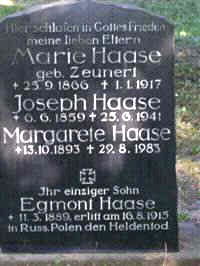 Hier schlafen in Gottes Frieden
meine lieben Eltern
Marie Haase
geb. Zeunert
* 25.9.1866 † 1.1.1917
Joseph Haase
* 6.6.1859 † 25.6.1941
Margarete Haase
* 13.10.1893 † 29.8.1983
Ihr einziger Sohn
Egmont Haase
* 11.3.1889, erlitt am 16.8.1915
in Russ. Polen den Heldentod.